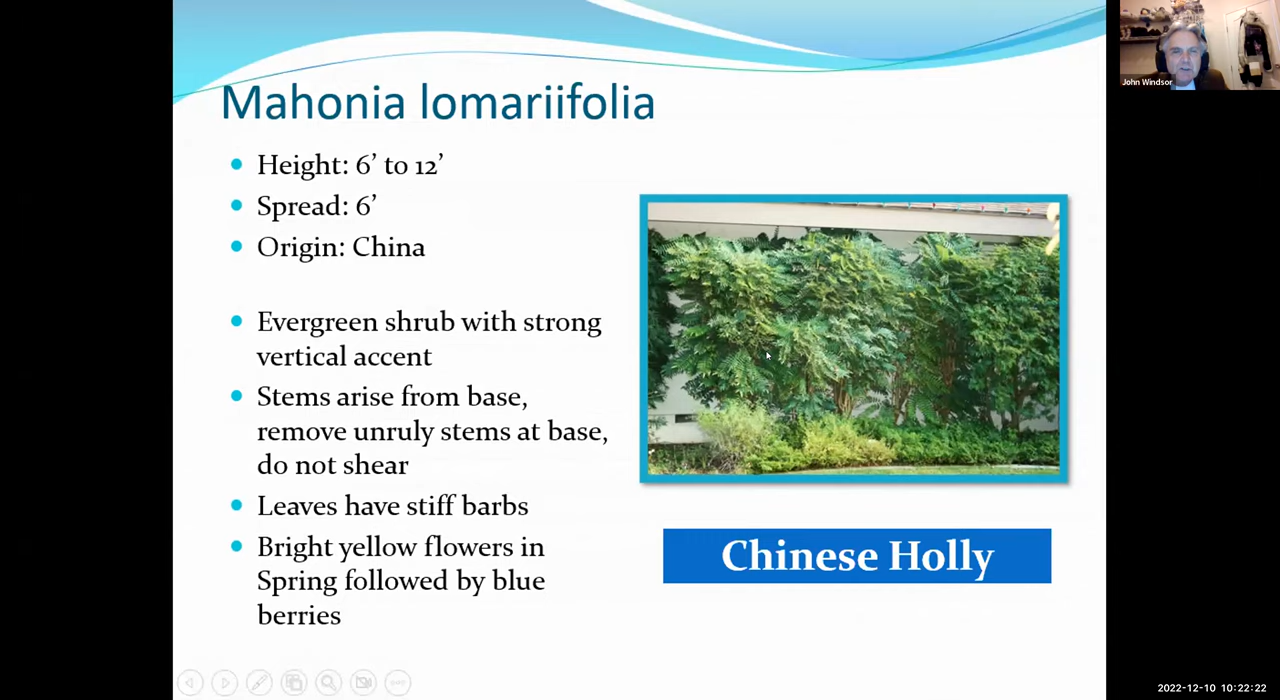 Mahonia lomariifolia
Height: 6’ to 12’
Spread: 6’
Origin: China
Evergreen shrub with strong
vertical accent
Stems arise from base,
remove unruly stems at base,
do not shear
Leaves have stiff barbs
Bright yellow flowers in
Spring followed by blue
berries
Chinese Holly
John Windsor
2022-12-10 10:22:22